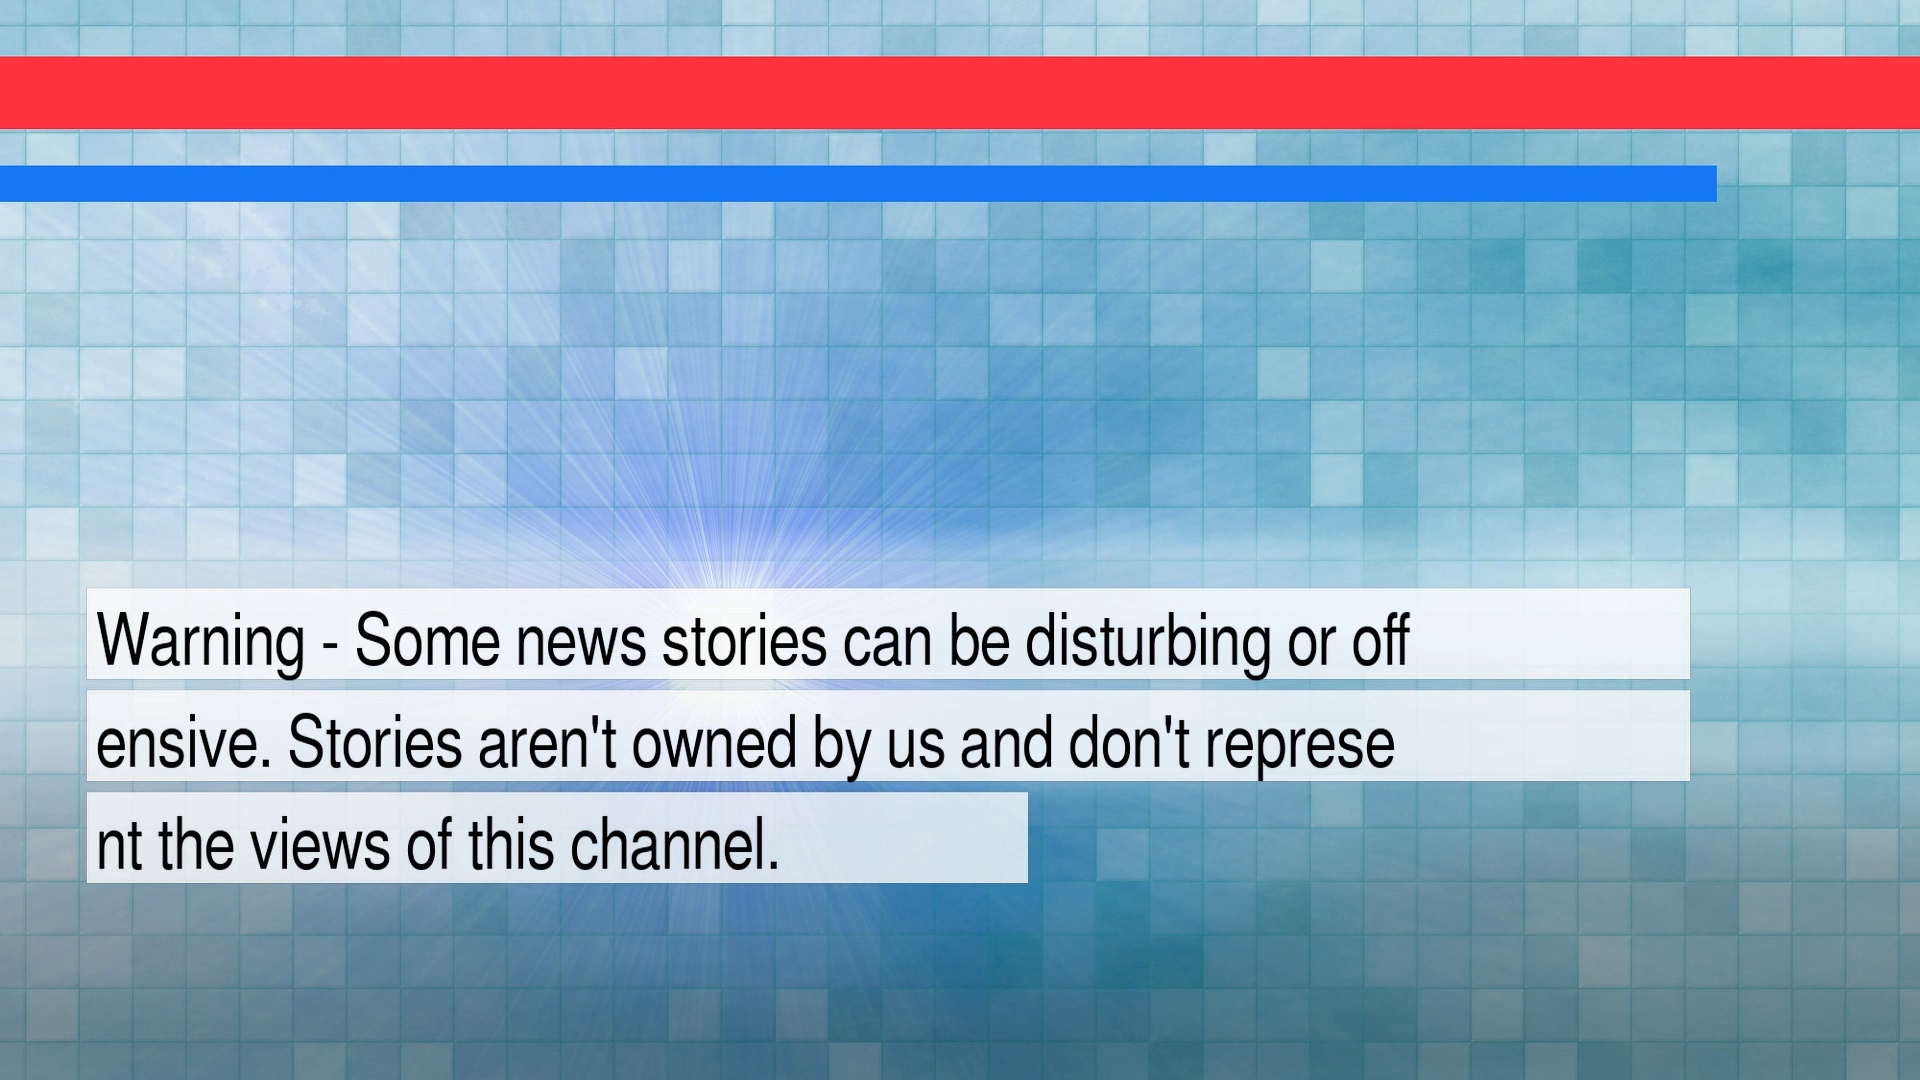 Warning - Some news stories can be disturbing or off
ensive. Stories aren't owned by us and don't represe
nt the views of this channel.